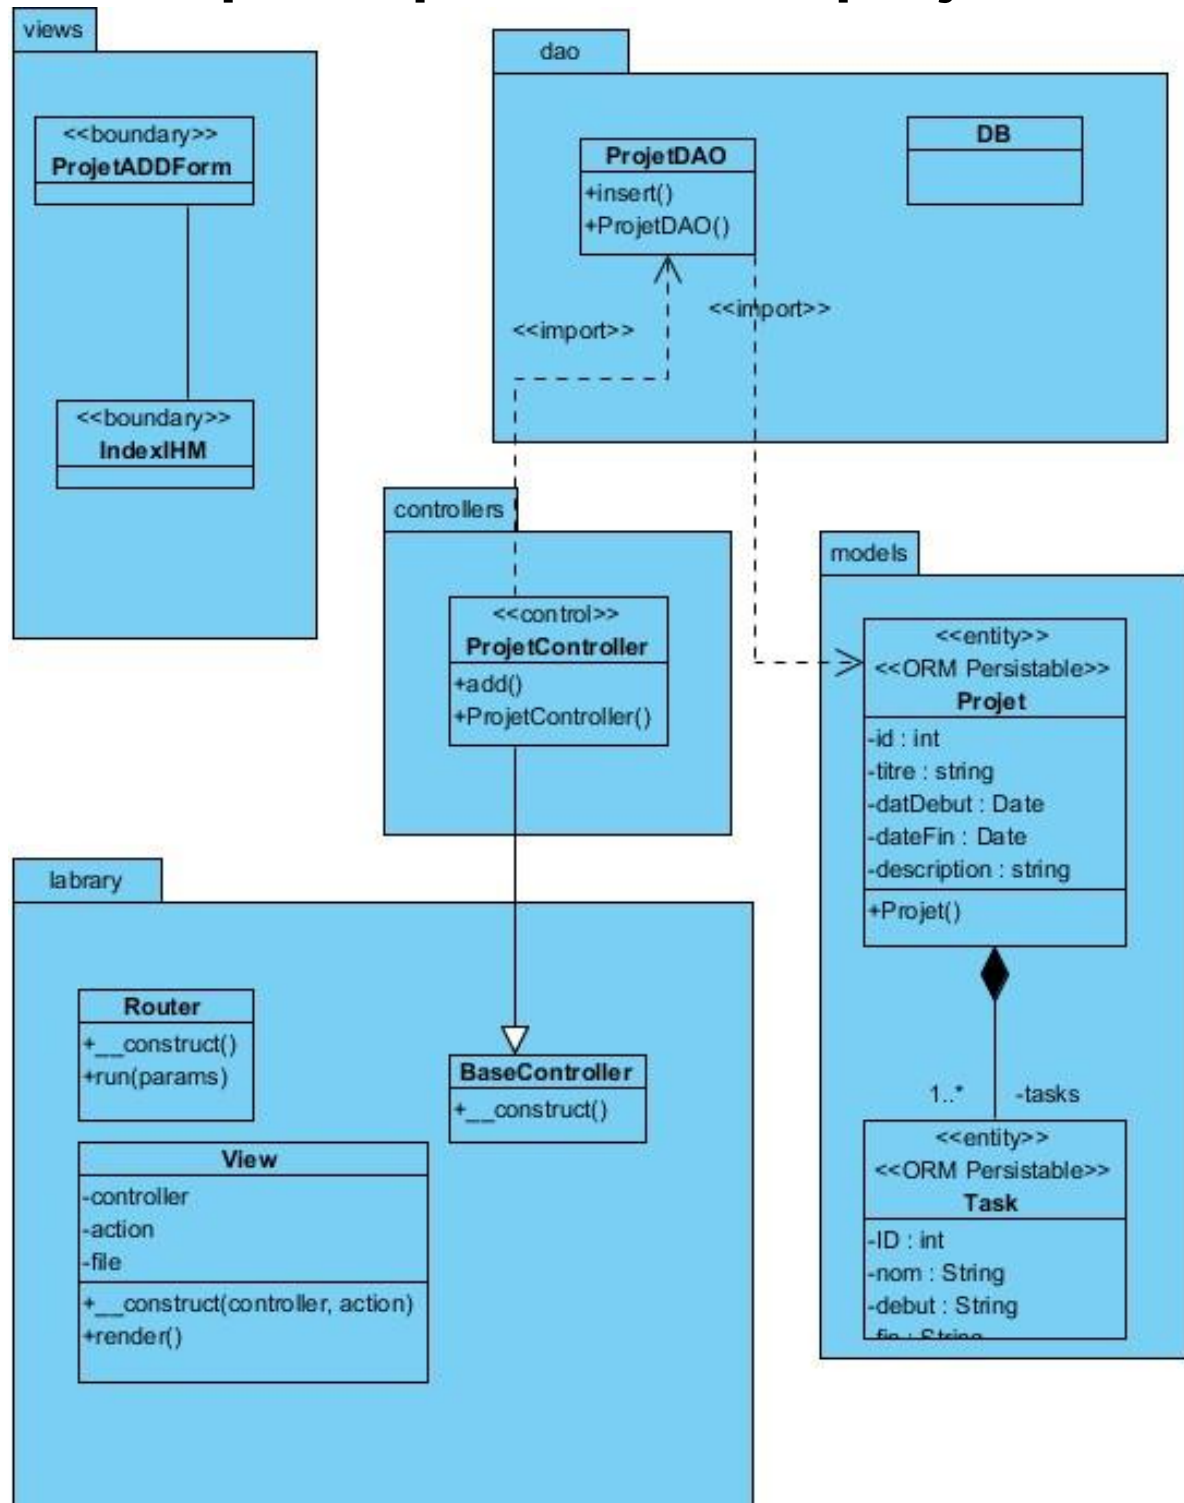 views
<<boundary>>
ProjetADDForm
<<boundary>>
IndexIHM
dao
ProjetDAO
+insert()
+ProjetDAO()
DB
<<import>>
<<import>>
controllers
<<control>>
ProjetController
+add()
+ProjetController()
models
<<entity>>
<<ORM Persistable>>
Projet
-id : int
-titre : string
-datDebut : Date
-dateFin : Date
-description : string
+Projet()
1..*
-tasks
<<entity>>
<<ORM Persistable>>
Task
-ID : int
-nom : String
-debut : String
-fin : String
labrary
Router
+__construct()
+run(params)
BaseController
+__construct()
View
-controller
-action
-file
+__construct(controller, action)
+render()